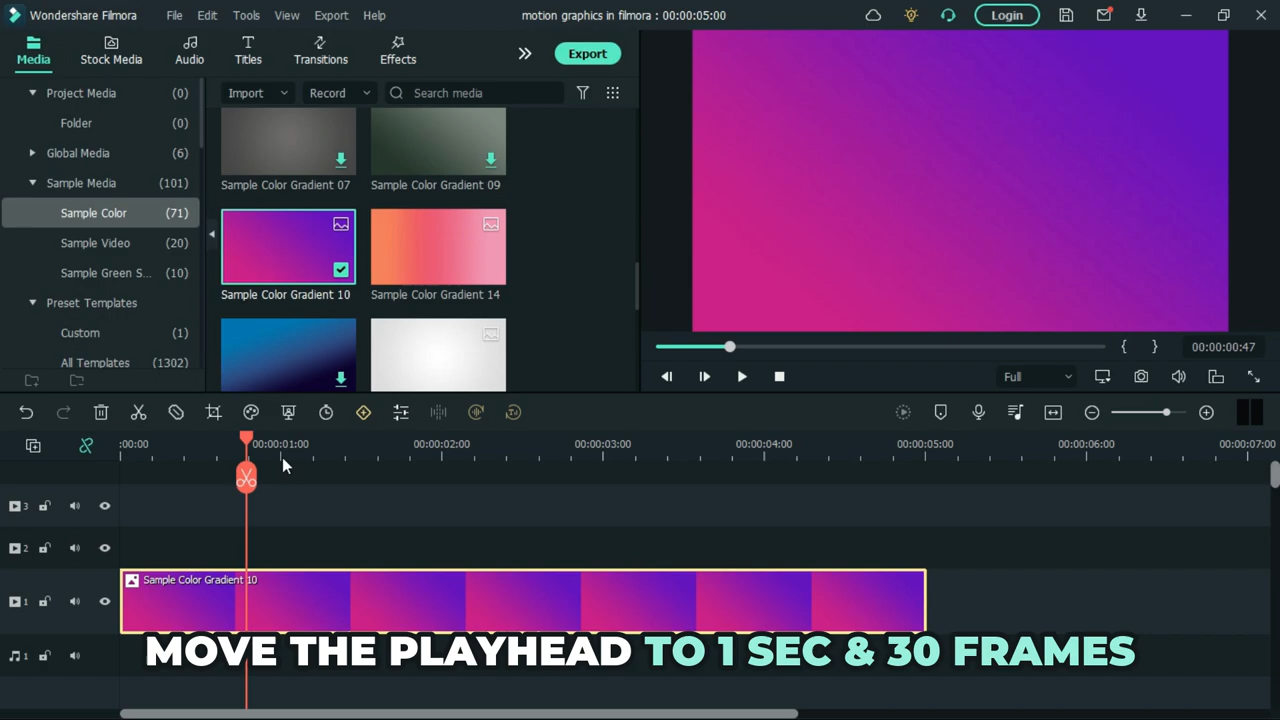 Wondershare Filmora File Edit Tools View Export Help motion graphics in filmora : 00:00:05:00 Login
Media Stock Media Audio Titles Transitions Effects Export
Project Media (0)
Folder (0)
Global Media (6)
Sample Media (101)
Sample Color (71)
Sample Video (20)
Sample Green S... (10)
Preset Templates
Custom (1)
All Templates (1302)
Import Record Search media
Sample Color Gradient 07 Sample Color Gradient 09
Sample Color Gradient 10 Sample Color Gradient 14
00:00:00:47
Full
:00:00 00:00:01:00 00:00:02:00 00:00:03:00 00:00:04:00 00:00:05:00 00:00:06:00 00:00:07:00
3
2
Sample Color Gradient 10
1
1
MOVE THE PLAYHEAD TO 1 SEC & 30 FRAMES